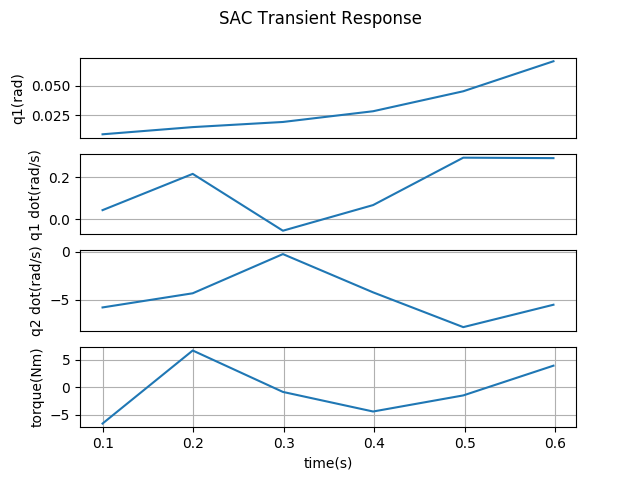 SAC Transient Response
q1(rad)
0.050
0.025
q1 dot(rad/s)
0.2
0.0
q2 dot(rad/s)
0
−5
torque(Nm)
5
0
−5
0.1 0.2 0.3 0.4 0.5 0.6
time(s)